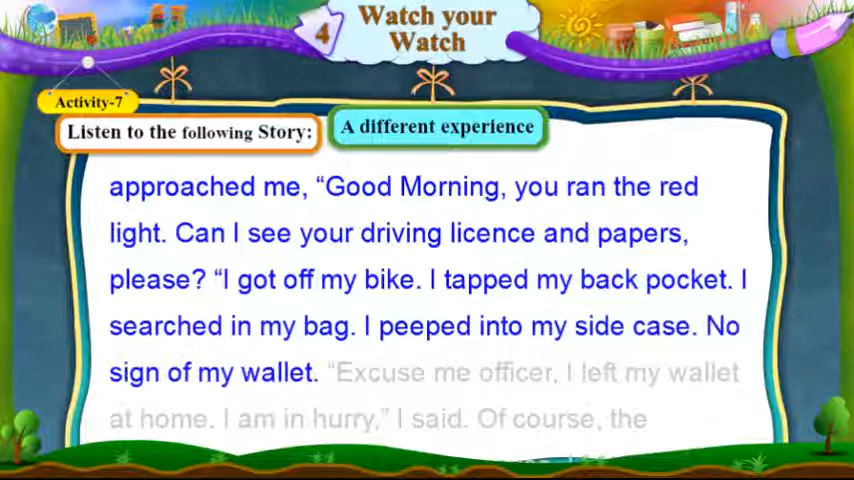 4
Watch your
Watch
Activity-7
Listen to the following Story:
A different experience
approached me, “Good Morning, you ran the red
light. Can I see your driving licence and papers,
please? “I got off my bike. I tapped my back pocket. I
searched in my bag. I peeped into my side case. No
sign of my wallet. “Excuse me officer, I left my wallet
at home. I am in hurry,” I said. Of course, the